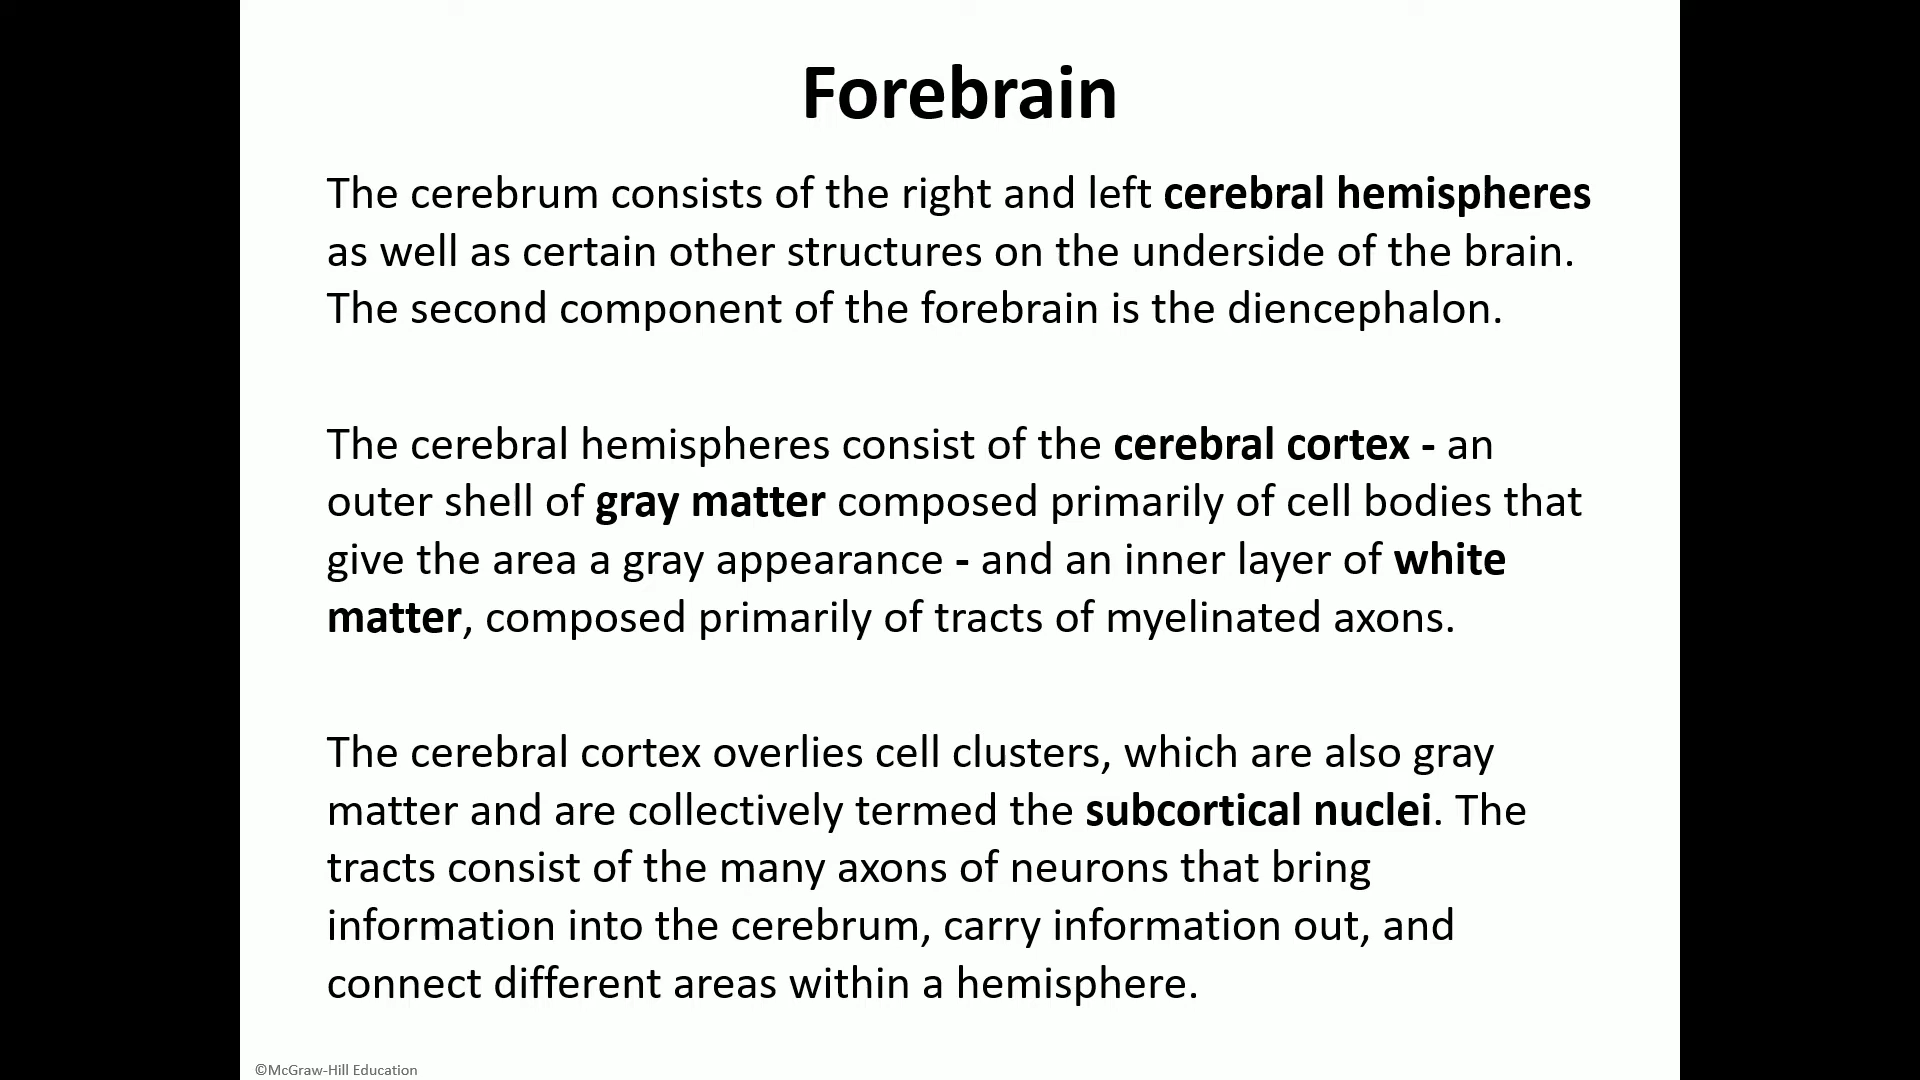 Forebrain
The cerebrum consists of the right and left cerebral hemispheres
as well as certain other structures on the underside of the brain.
The second component of the forebrain is the diencephalon.
The cerebral hemispheres consist of the cerebral cortex - an
outer shell of gray matter composed primarily of cell bodies that
give the area a gray appearance - and an inner layer of white
matter, composed primarily of tracts of myelinated axons.
The cerebral cortex overlies cell clusters, which are also gray
matter and are collectively termed the subcortical nuclei. The
tracts consist of the many axons of neurons that bring
information into the cerebrum, carry information out, and
connect different areas within a hemisphere.
©McGraw-Hill Education